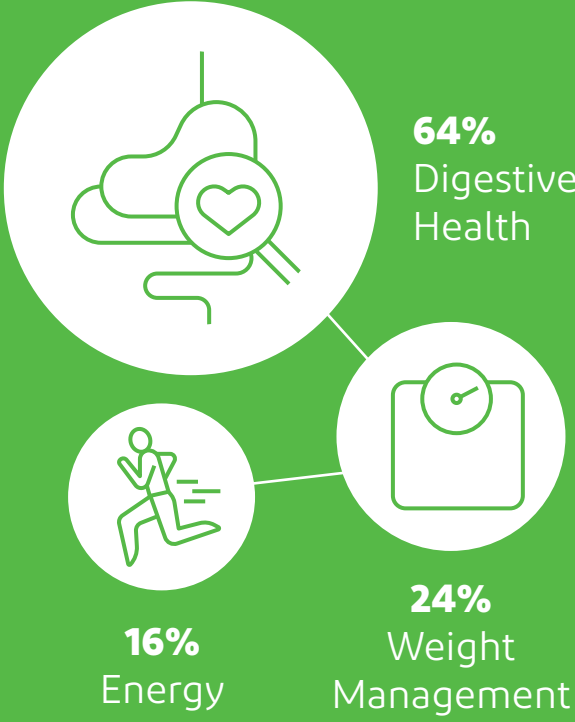 64%
Digestive
Health
24%
Weight
Management
16%
Energy